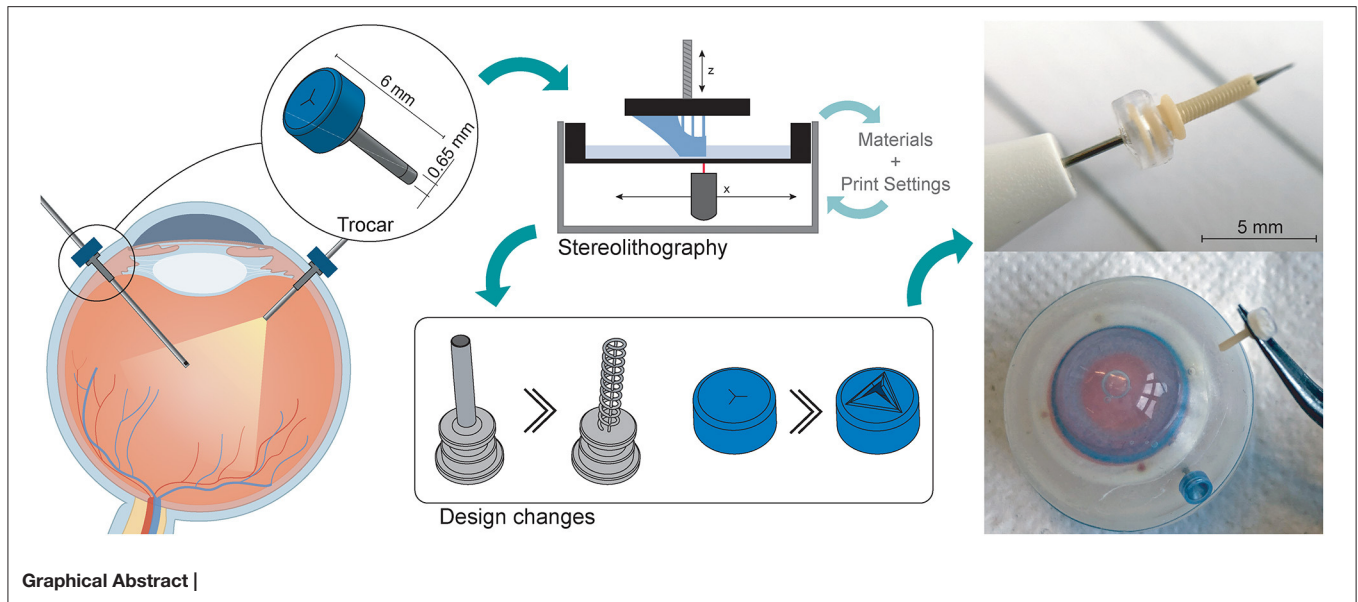 6 mm
0.65 mm
Trocar
z
x
Stereolithography
Materials
+
Print Settings
Design changes
5 mm
Graphical Abstract |